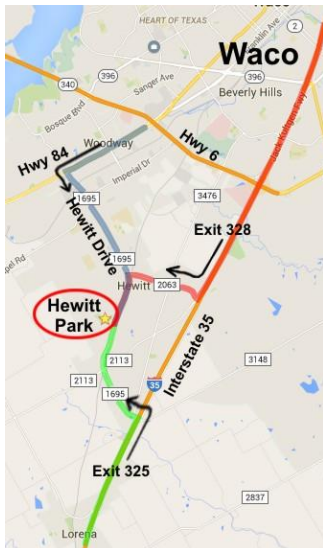 HEART OF TEXAS
Franklin Ave
2
Waco
340
396
Sanger Ave
396
Beverly Hills
Bosque Blvd
Woodway
Hwy 84
Hwy 6
Imperial Dr
1695
3476
Hewitt Drive
Exit 328
1695
Hewitt
2063
Hewitt
Park
Interstate 35
2113
3148
35
2113
1695
Exit 325
2837
Lorena